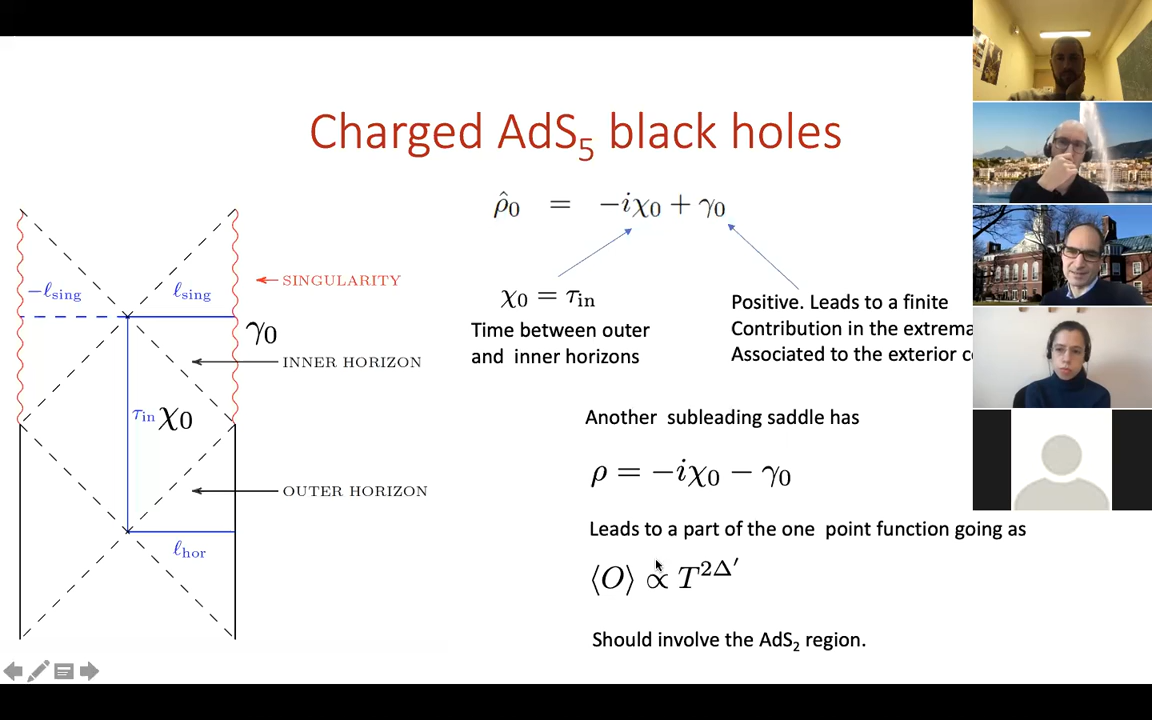 Charged AdS₅ black holes
ρ̂₀ = −iχ₀ + γ₀
χ₀ = τ_in
Time between outer
and inner horizons
Positive. Leads to a finite
Contribution in the extrema
Associated to the exterior c
−ℓ_sing
ℓ_sing
SINGULARITY
γ₀
INNER HORIZON
τ_in χ₀
OUTER HORIZON
ℓ_hor
Another subleading saddle has
ρ = −iχ₀ − γ₀
Leads to a part of the one point function going as
⟨O⟩ ∝ T^{2Δ′}
Should involve the AdS₂ region.